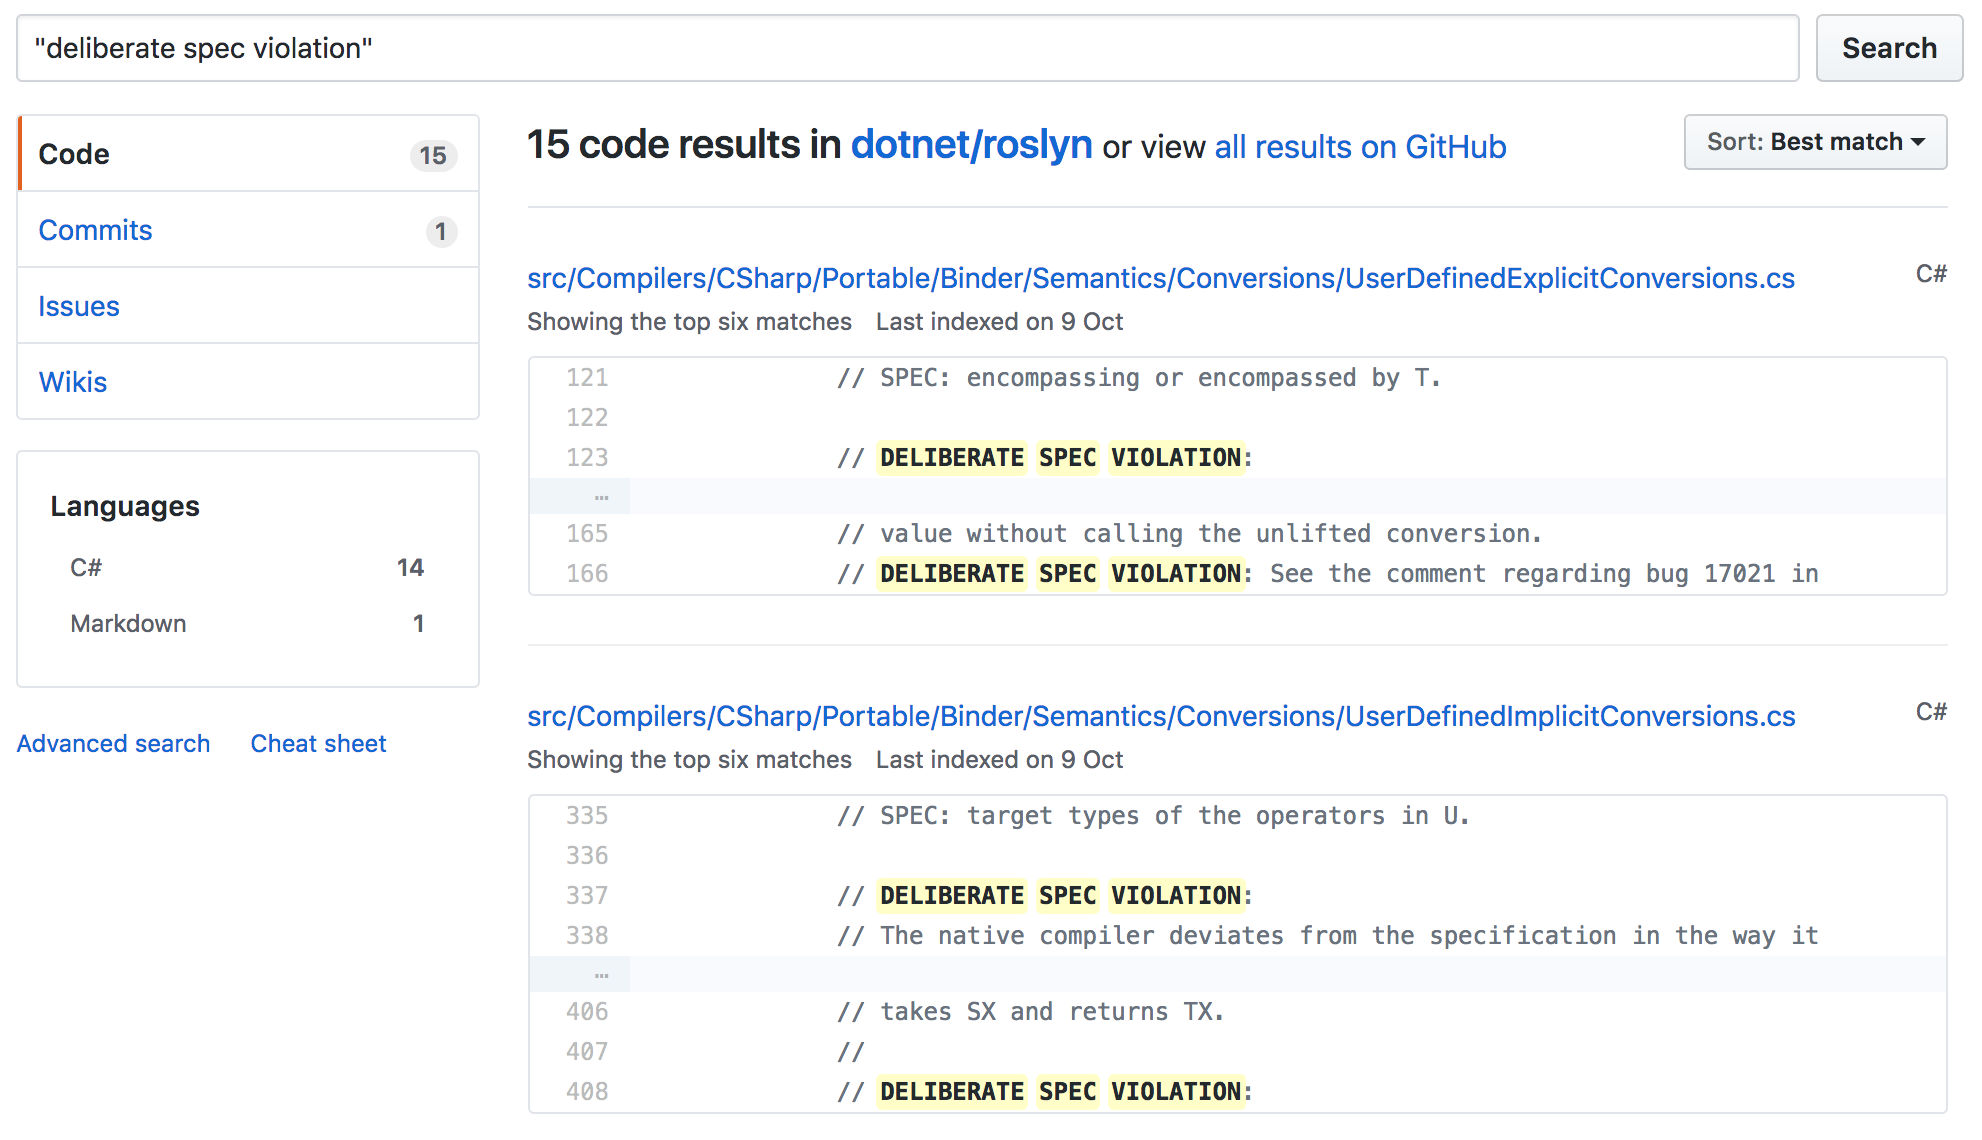 "deliberate spec violation"
Search
Code 15
Commits 1
Issues
Wikis
Languages
C# 14
Markdown 1
Advanced search Cheat sheet
15 code results in dotnet/roslyn or view all results on GitHub
Sort: Best match
src/Compilers/CSharp/Portable/Binder/Semantics/Conversions/UserDefinedExplicitConversions.cs C#
Showing the top six matches Last indexed on 9 Oct
121 // SPEC: encompassing or encompassed by T.
122
123 // DELIBERATE SPEC VIOLATION:
…
165 // value without calling the unlifted conversion.
166 // DELIBERATE SPEC VIOLATION: See the comment regarding bug 17021 in
src/Compilers/CSharp/Portable/Binder/Semantics/Conversions/UserDefinedImplicitConversions.cs C#
Showing the top six matches Last indexed on 9 Oct
335 // SPEC: target types of the operators in U.
336
337 // DELIBERATE SPEC VIOLATION:
338 // The native compiler deviates from the specification in the way it
…
406 // takes SX and returns TX.
407 //
408 // DELIBERATE SPEC VIOLATION: